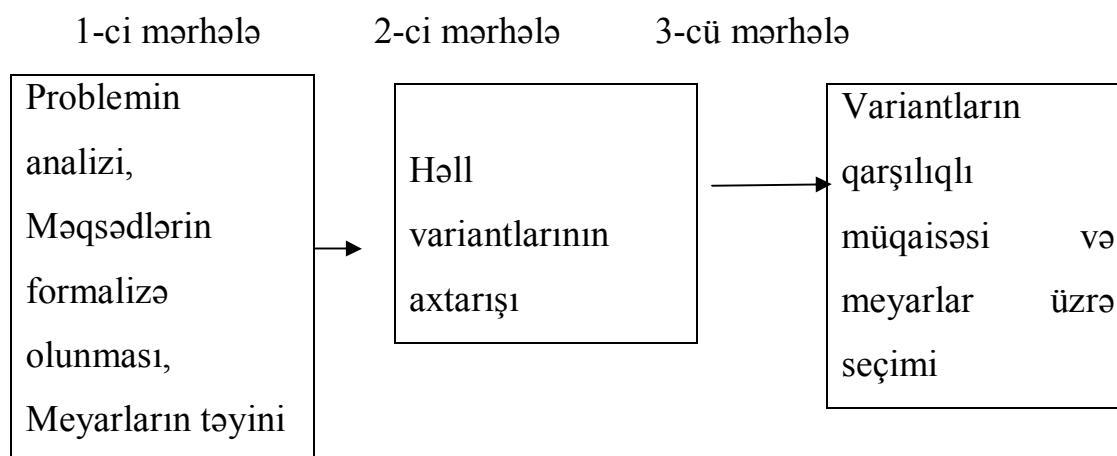 1-ci mərhələ 2-ci mərhələ 3-cü mərhələ
Problemin
analizi,
Məqsədlərin
formalizə
olunması,
Meyarların təyini
Həll
variantlarının
axtarışı
Variantların
qarşılıqlı
müqaisəsi və
meyarlar üzrə
seçimi